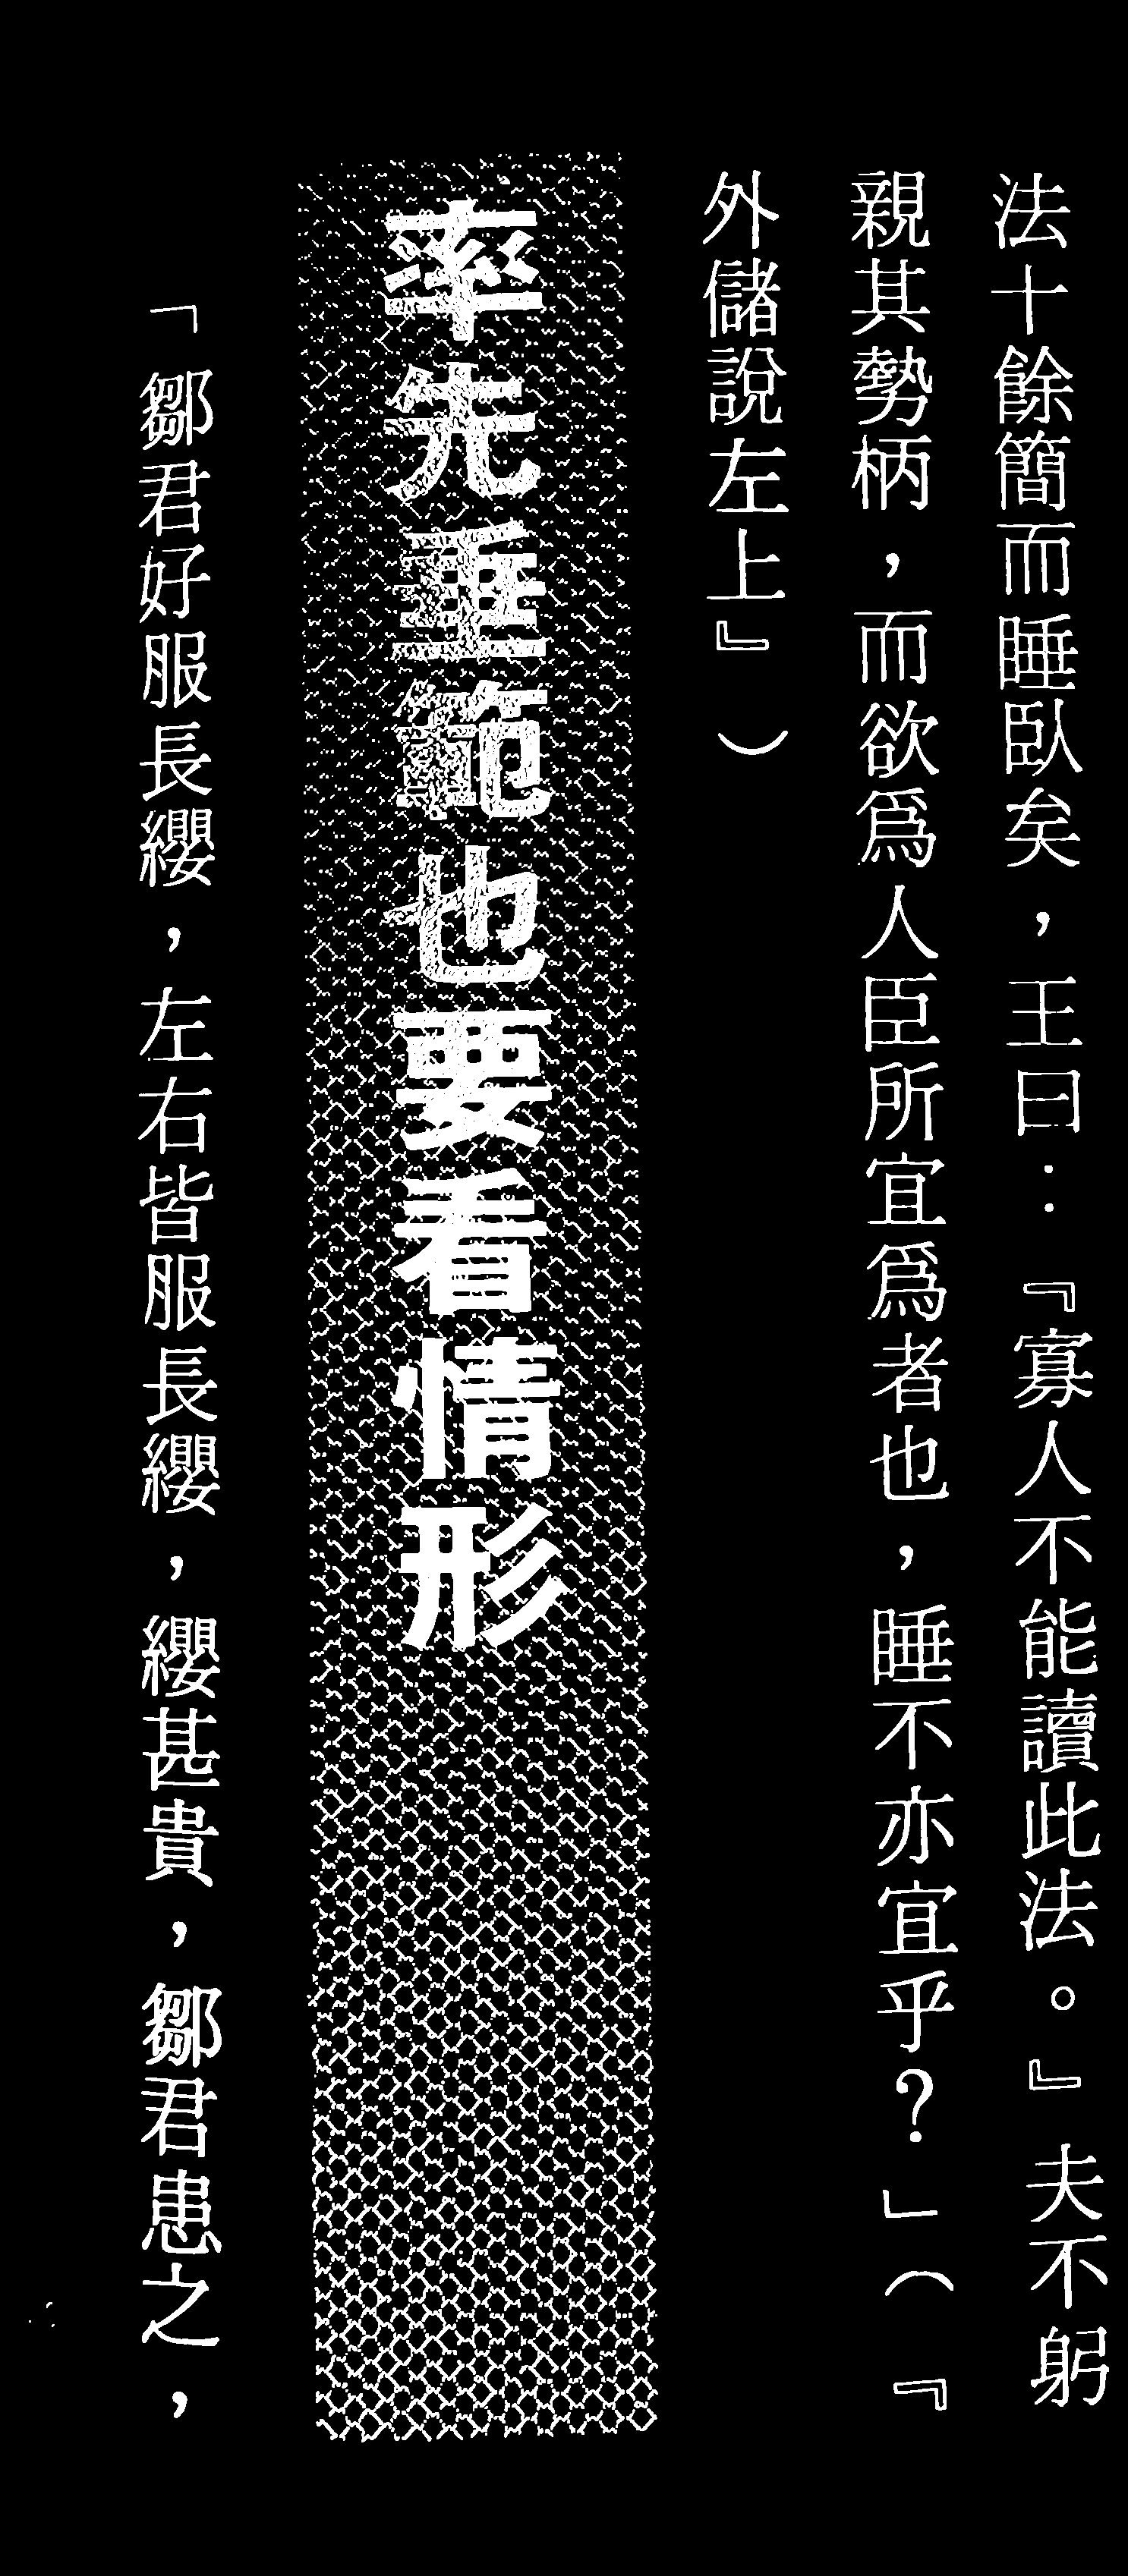 法十餘簡而睡臥矣，王曰：『寡人不能讀此法。』夫不躬
親其勢柄，而欲爲人臣所宜爲者也，睡不亦宜乎？」（『
外儲說左上』）
率先垂範也要看情形
「鄒君好服長纓，左右皆服長纓，纓甚貴，鄒君患之，